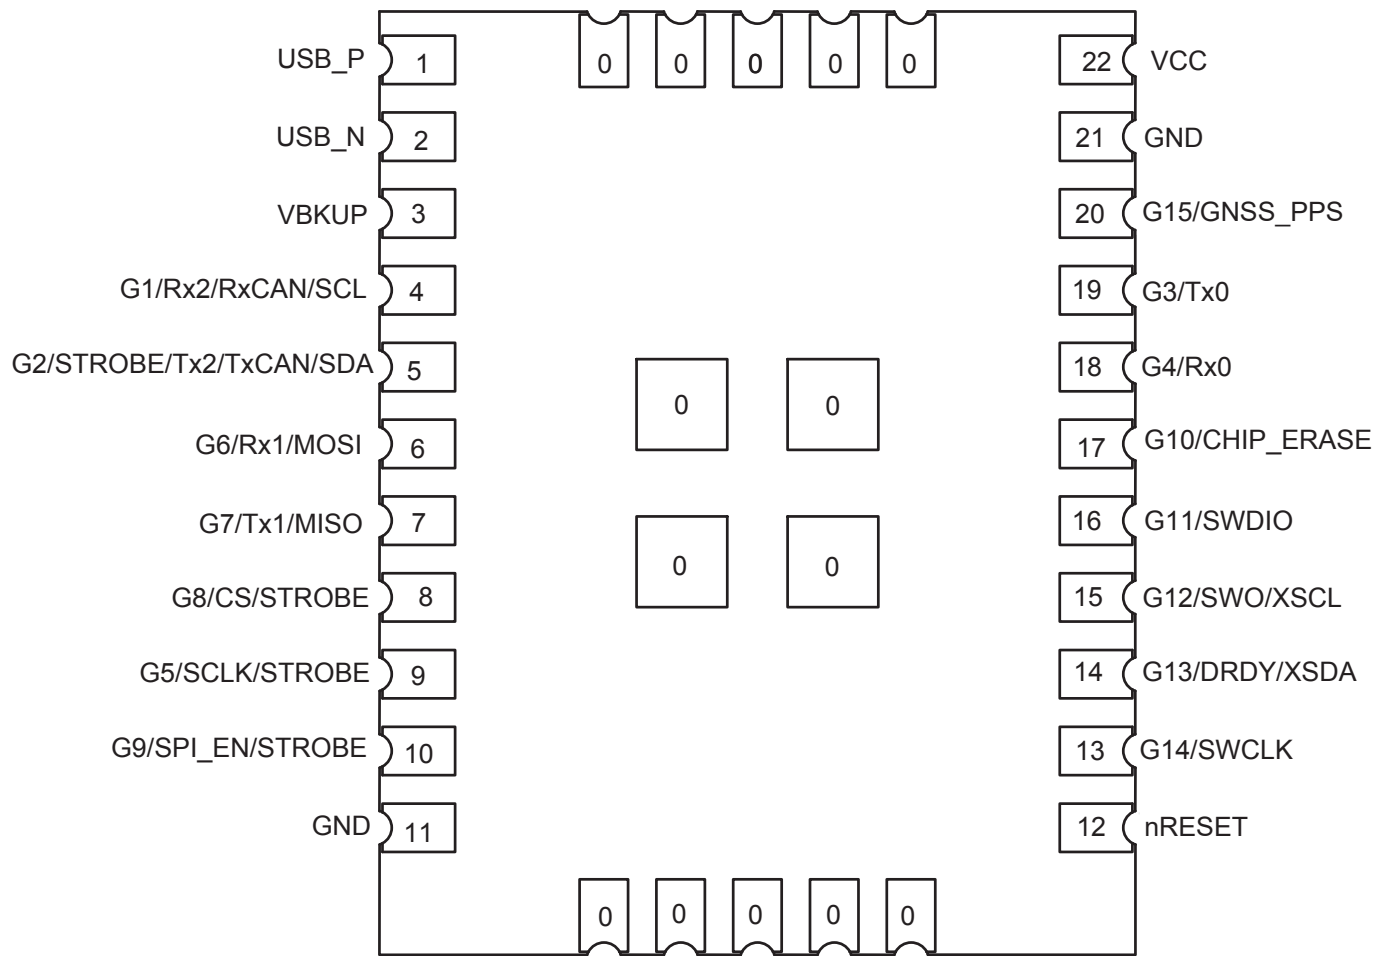 0 0 0 0 0
USB_P 1 22 VCC
USB_N 2 21 GND
VBKUP 3 20 G15/GNSS_PPS
G1/Rx2/RxCAN/SCL 4 19 G3/Tx0
G2/STROBE/Tx2/TxCAN/SDA 5 18 G4/Rx0
0 0
G6/Rx1/MOSI 6 17 G10/CHIP_ERASE
G7/Tx1/MISO 7 16 G11/SWDIO
0 0
G8/CS/STROBE 8 15 G12/SWO/XSCL
G5/SCLK/STROBE 9 14 G13/DRDY/XSDA
G9/SPI_EN/STROBE 10 13 G14/SWCLK
GND 11 12 nRESET
0 0 0 0 0